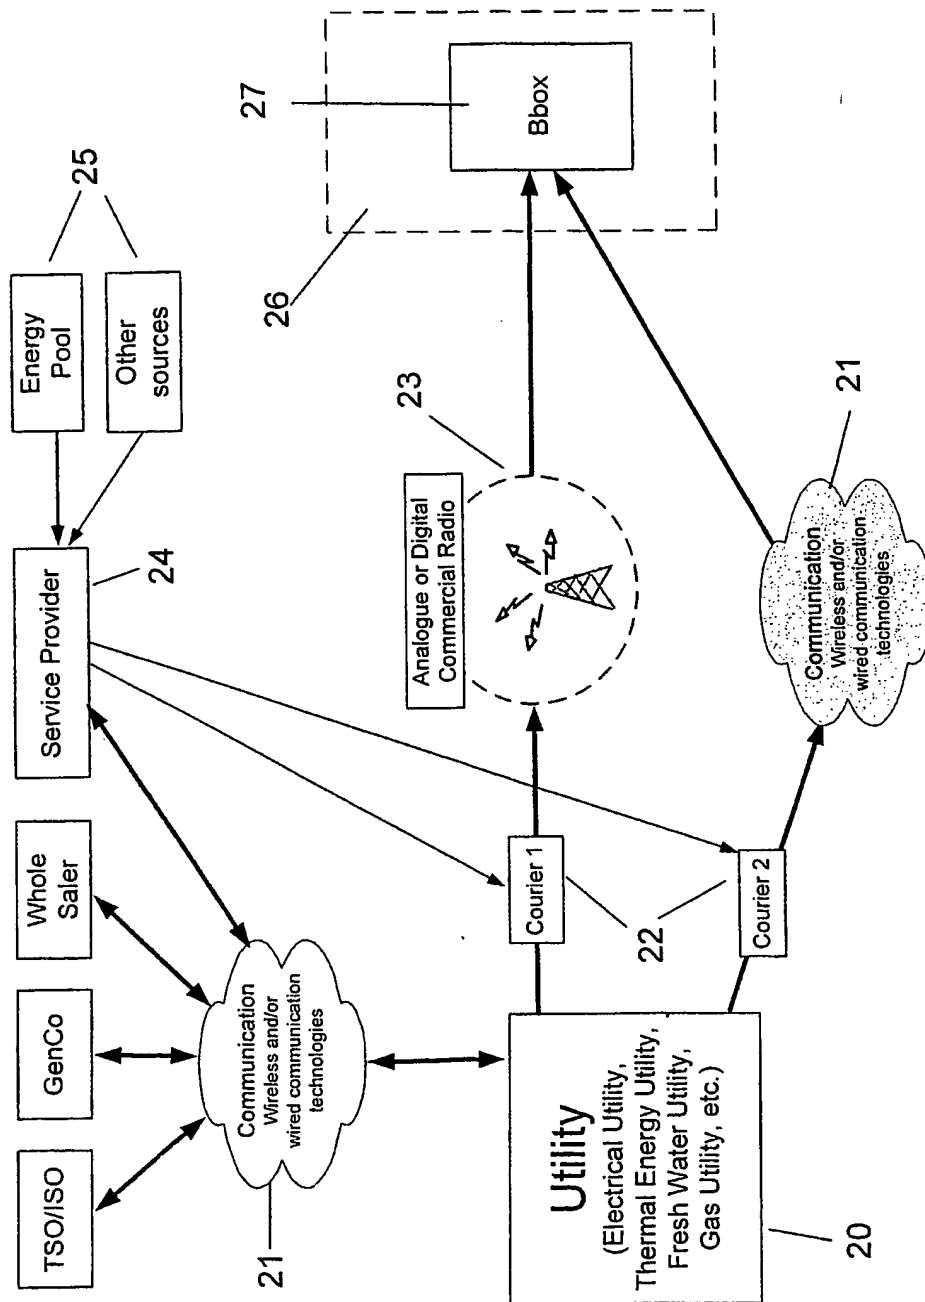 TSO/ISO
GenCo
Whole
Saler
Service Provider
24
Energy
Pool
Other
sources
25
21
Communication
Wireless and/or
wired communication
technologies
Utility
(Electrical Utility,
Thermal Energy Utility,
Fresh Water Utility,
Gas Utility, etc.)
20
Courier 1
22
Courier 2
Analogue or Digital
Commercial Radio
23
Communication
Wireless and/or
wired communication
technologies
21
26
27
Bbox